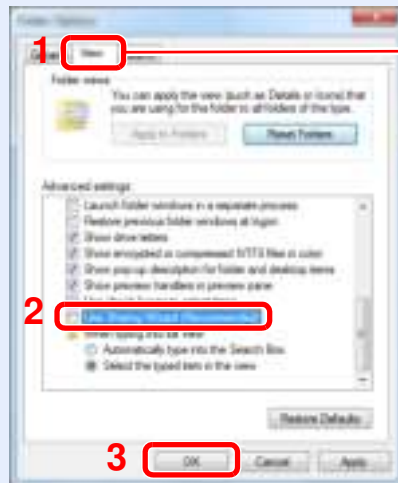 Folder Options
1
General View Search
Folder views
You can apply the view (such as Details or Icons) that
you are using for this folder to all folders of this type.
Apply to Folders Reset Folders
Advanced settings:
Launch folder windows in a separate process
Restore previous folder windows at logon
Show drive letters
Show encrypted or compressed NTFS files in color
Show pop-up description for folder and desktop items
Show preview handlers in preview pane
2
Use Sharing Wizard (Recommended)
When typing into list view
Automatically type into the Search Box
Select the typed item in the view
Restore Defaults
3
OK Cancel Apply